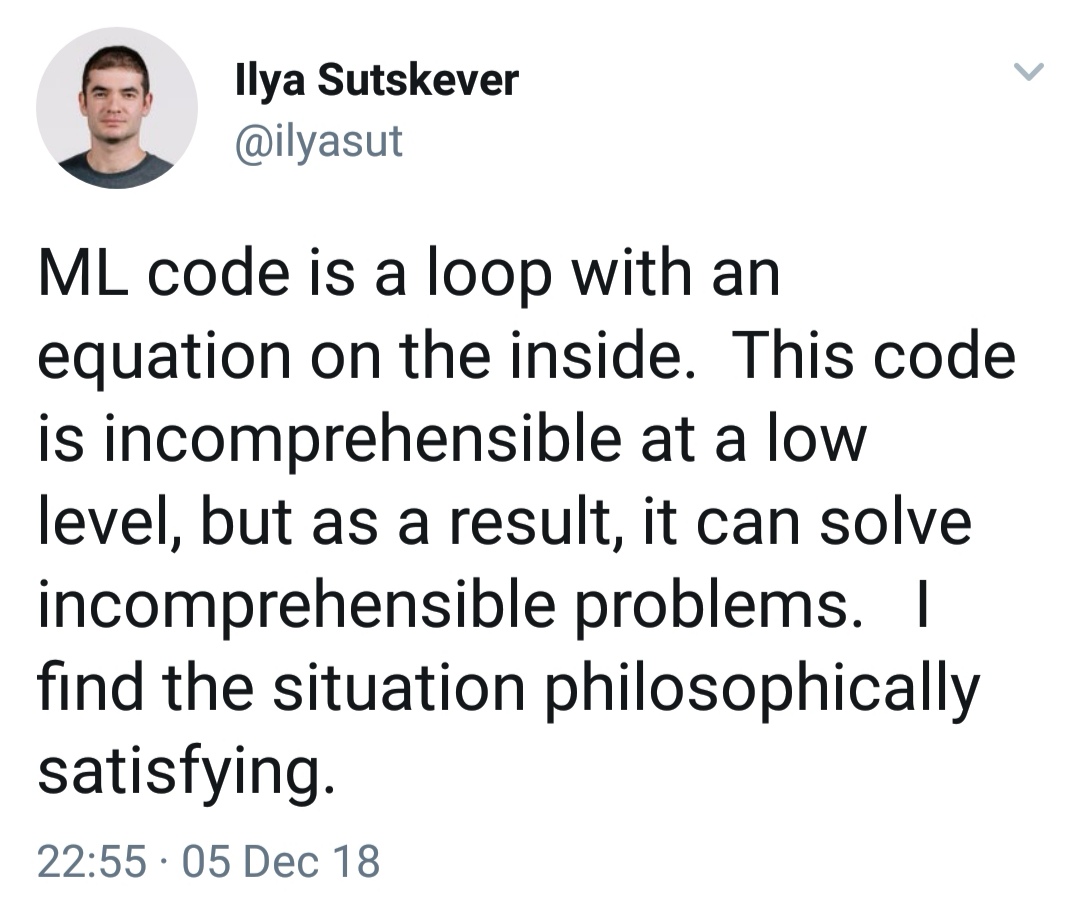 Ilya Sutskever
@ilyasut
ML code is a loop with an
equation on the inside.  This code
is incomprehensible at a low
level, but as a result, it can solve
incomprehensible problems.   I
find the situation philosophically
satisfying.
22:55 · 05 Dec 18